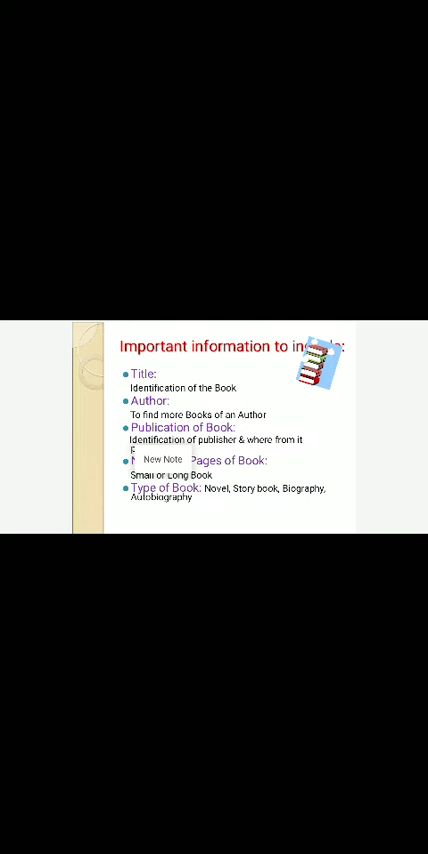 Important information to in   e:
Title:
Identification of the Book
Author:
To find more Books of an Author
Publication of Book:
Identification of publisher & where from it
p
New Note
N Pages of Book:
Small or Long Book
Type of Book: Novel, Story book, Biography,
Autobiography